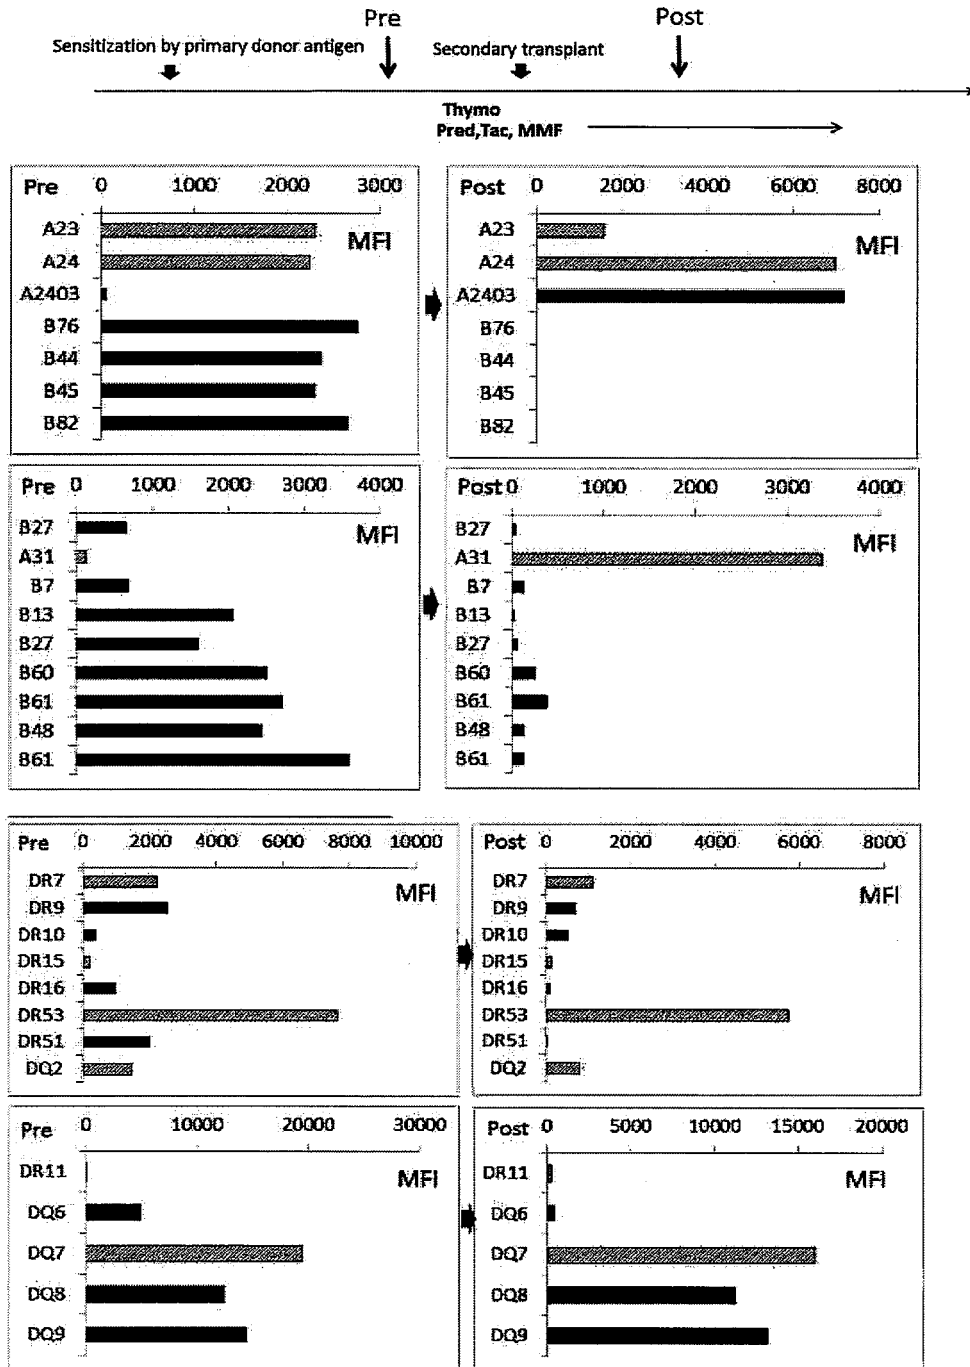 Pre
Post
Sensitization by primary donor antigen
Secondary transplant
Thymo
Pred,Tac, MMF
Pre 0 1000 2000 3000
MFI
A23
A24
A2403
B76
B44
B45
B82
Post 0 2000 4000 6000 8000
MFI
A23
A24
A2403
B76
B44
B45
B82
Pre 0 1000 2000 3000 4000
MFI
B27
A31
B7
B13
B27
B60
B61
B48
B61
Post 0 1000 2000 3000 4000
MFI
B27
A31
B7
B13
B27
B60
B61
B48
B61
Pre 0 2000 4000 6000 8000 10000
MFI
DR7
DR9
DR10
DR15
DR16
DR53
DR51
DQ2
Post 0 2000 4000 6000 8000
MFI
DR7
DR9
DR10
DR15
DR16
DR53
DR51
DQ2
Pre 0 10000 20000 30000
MFI
DR11
DQ6
DQ7
DQ8
DQ9
Post 0 5000 10000 15000 20000
MFI
DR11
DQ6
DQ7
DQ8
DQ9